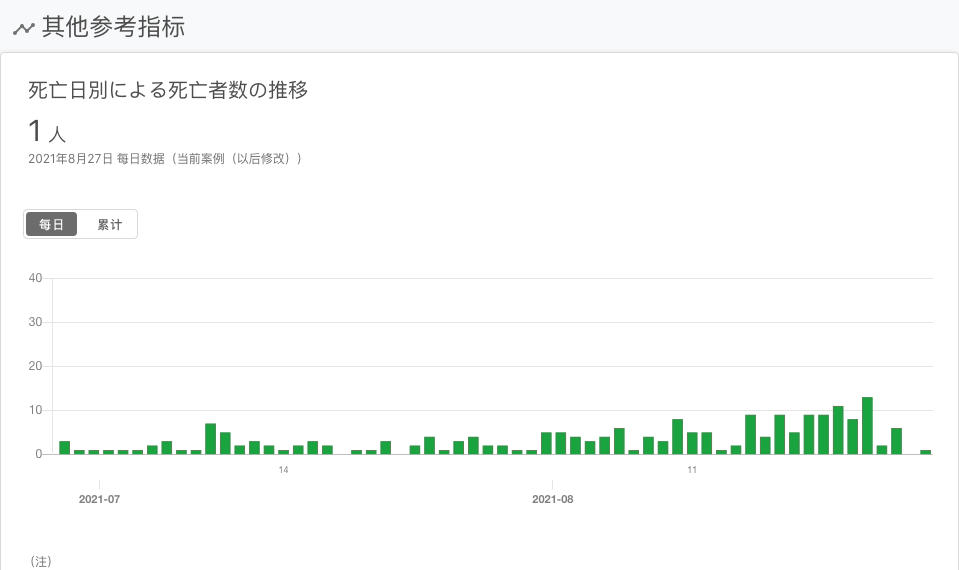 其他参考指标
死亡日別による死亡者数の推移
1 人
2021年8月27日 每日数据（当前案例（以后修改））
每日 累计
40
30
20
10
0
14 11
2021-07 2021-08
（注）